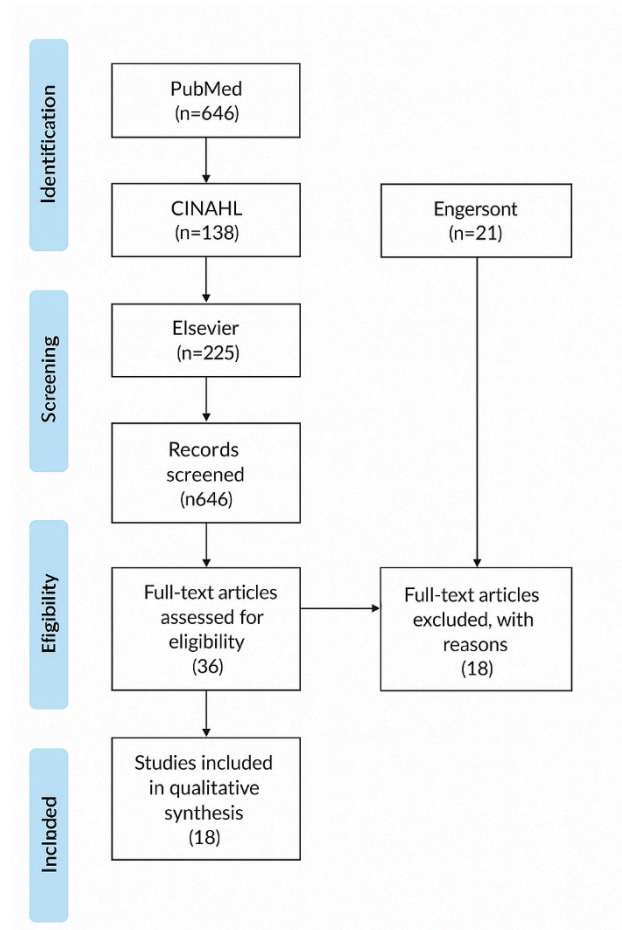 Identification
PubMed
(n=646)
CINAHL
(n=138)
Engersont
(n=21)
Screening
Elsevier
(n=225)
Records
screened
(n646)
Efigibility
Full-text articles
assessed for
eligibility
(36)
Full-text articles
excluded, with
reasons
(18)
Included
Studies included
in qualitative
synthesis
(18)